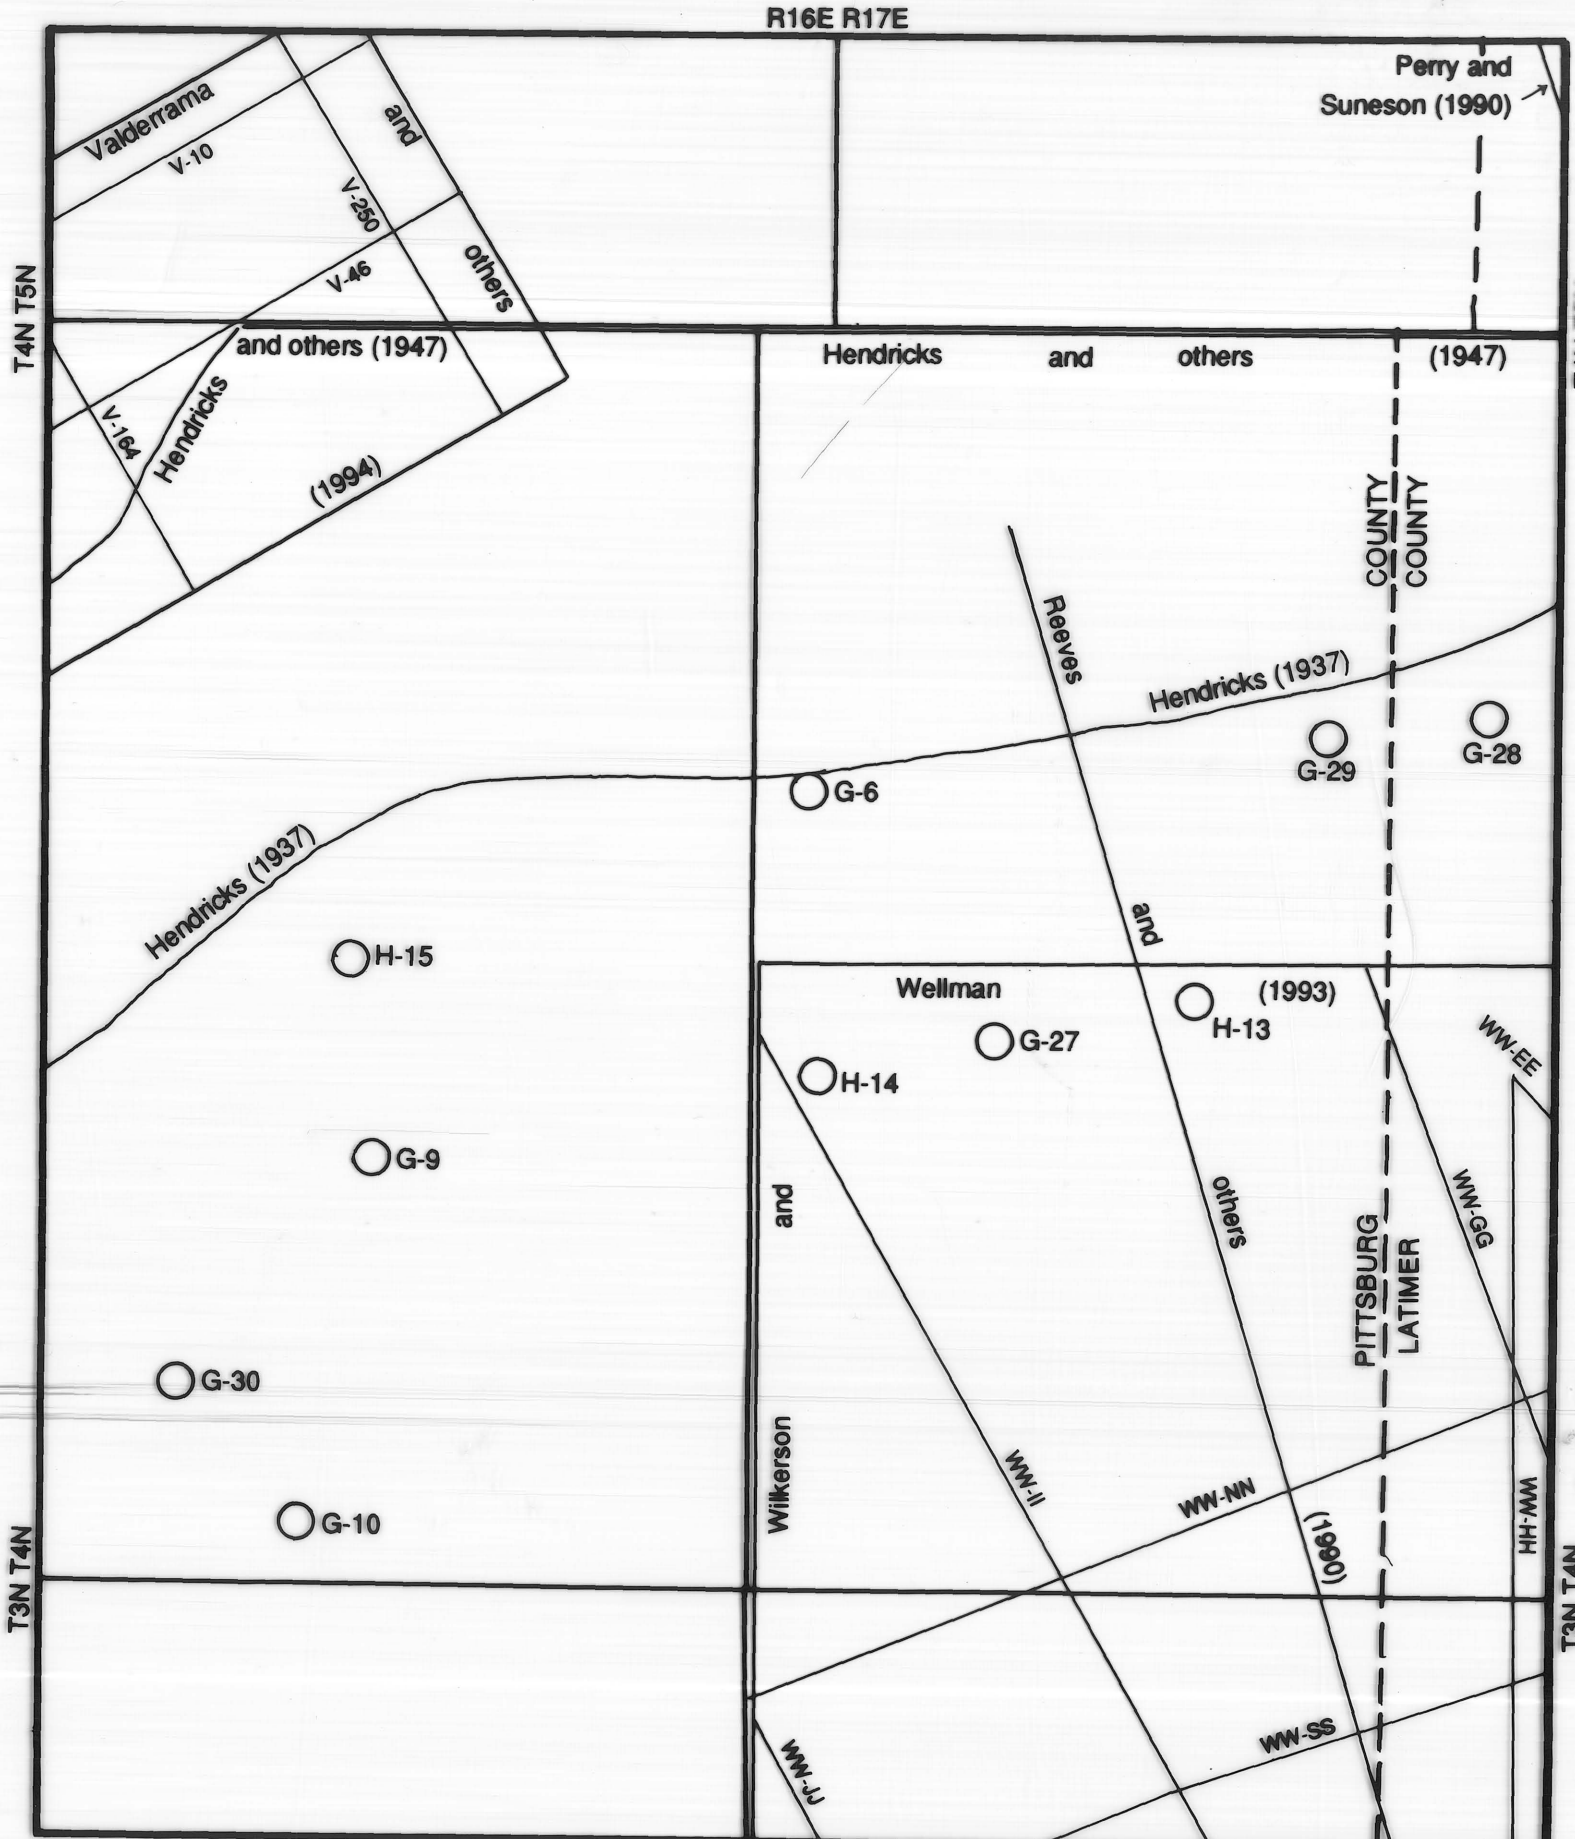 R16E R17E
Perry and
Suneson (1990)
Valderrama
and
others
(1994)
V-10
V-250
V-46
V-164
T4N T5N
and others (1947)
Hendricks
Hendricks and others (1947)
COUNTY
COUNTY
Reeves
and
others
(1990)
Hendricks (1937)
G-28
G-29
G-6
Hendricks (1937)
H-15
Wellman (1993)
H-13
G-27
H-14
WW-EE
G-9
and
WW-GG
PITTSBURG
LATIMER
G-30
Wilkerson
WW-II
WW-NN
WW-HH
G-10
T3N T4N
T3N T4N
WW-SS
WW-JJ